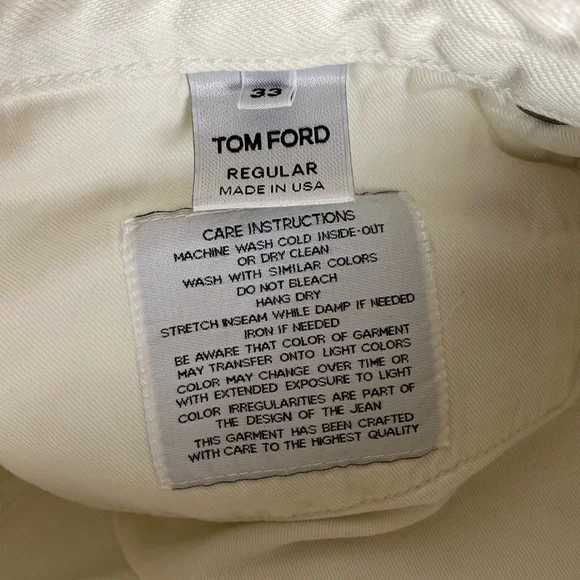 33
TOM FORD
REGULAR
MADE IN USA
CARE INSTRUCTIONS
MACHINE WASH COLD INSIDE-OUT
OR DRY CLEAN
WASH WITH SIMILAR COLORS
DO NOT BLEACH
HANG DRY
STRETCH INSEAM WHILE DAMP IF NEEDED
IRON IF NEEDED
BE AWARE THAT COLOR OF GARMENT
MAY TRANSFER ONTO LIGHT COLORS
COLOR MAY CHANGE OVER TIME OR
WITH EXTENDED EXPOSURE TO LIGHT
COLOR IRREGULARITIES ARE PART OF
THE DESIGN OF THE JEAN
THIS GARMENT HAS BEEN CRAFTED
WITH CARE TO THE HIGHEST QUALITY